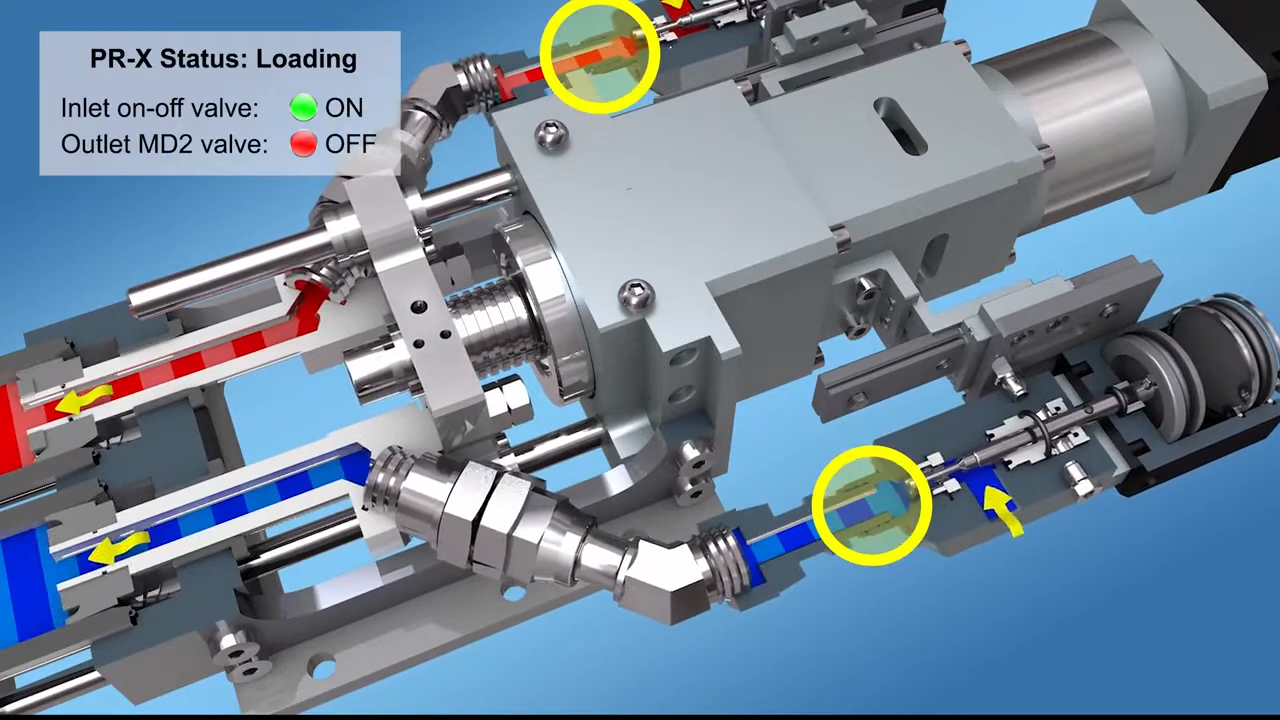 PR-X Status: Loading
Inlet on-off valve: ON
Outlet MD2 valve: OFF